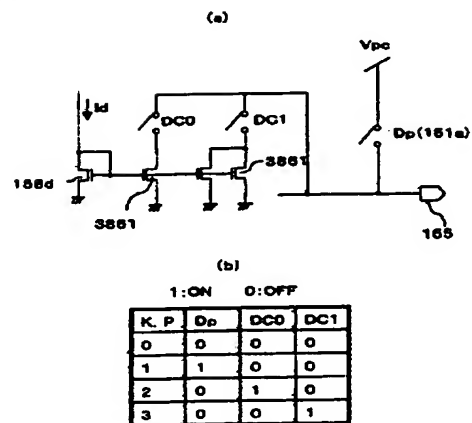 (a)
Vpc
Id
DC0
DC1
Dp(161a)
3861
158d
3861
155
(b)
1:ON 0:OFF
K. P Dp DC0 DC1
0 0 0 0
1 1 0 0
2 0 1 0
3 0 0 1